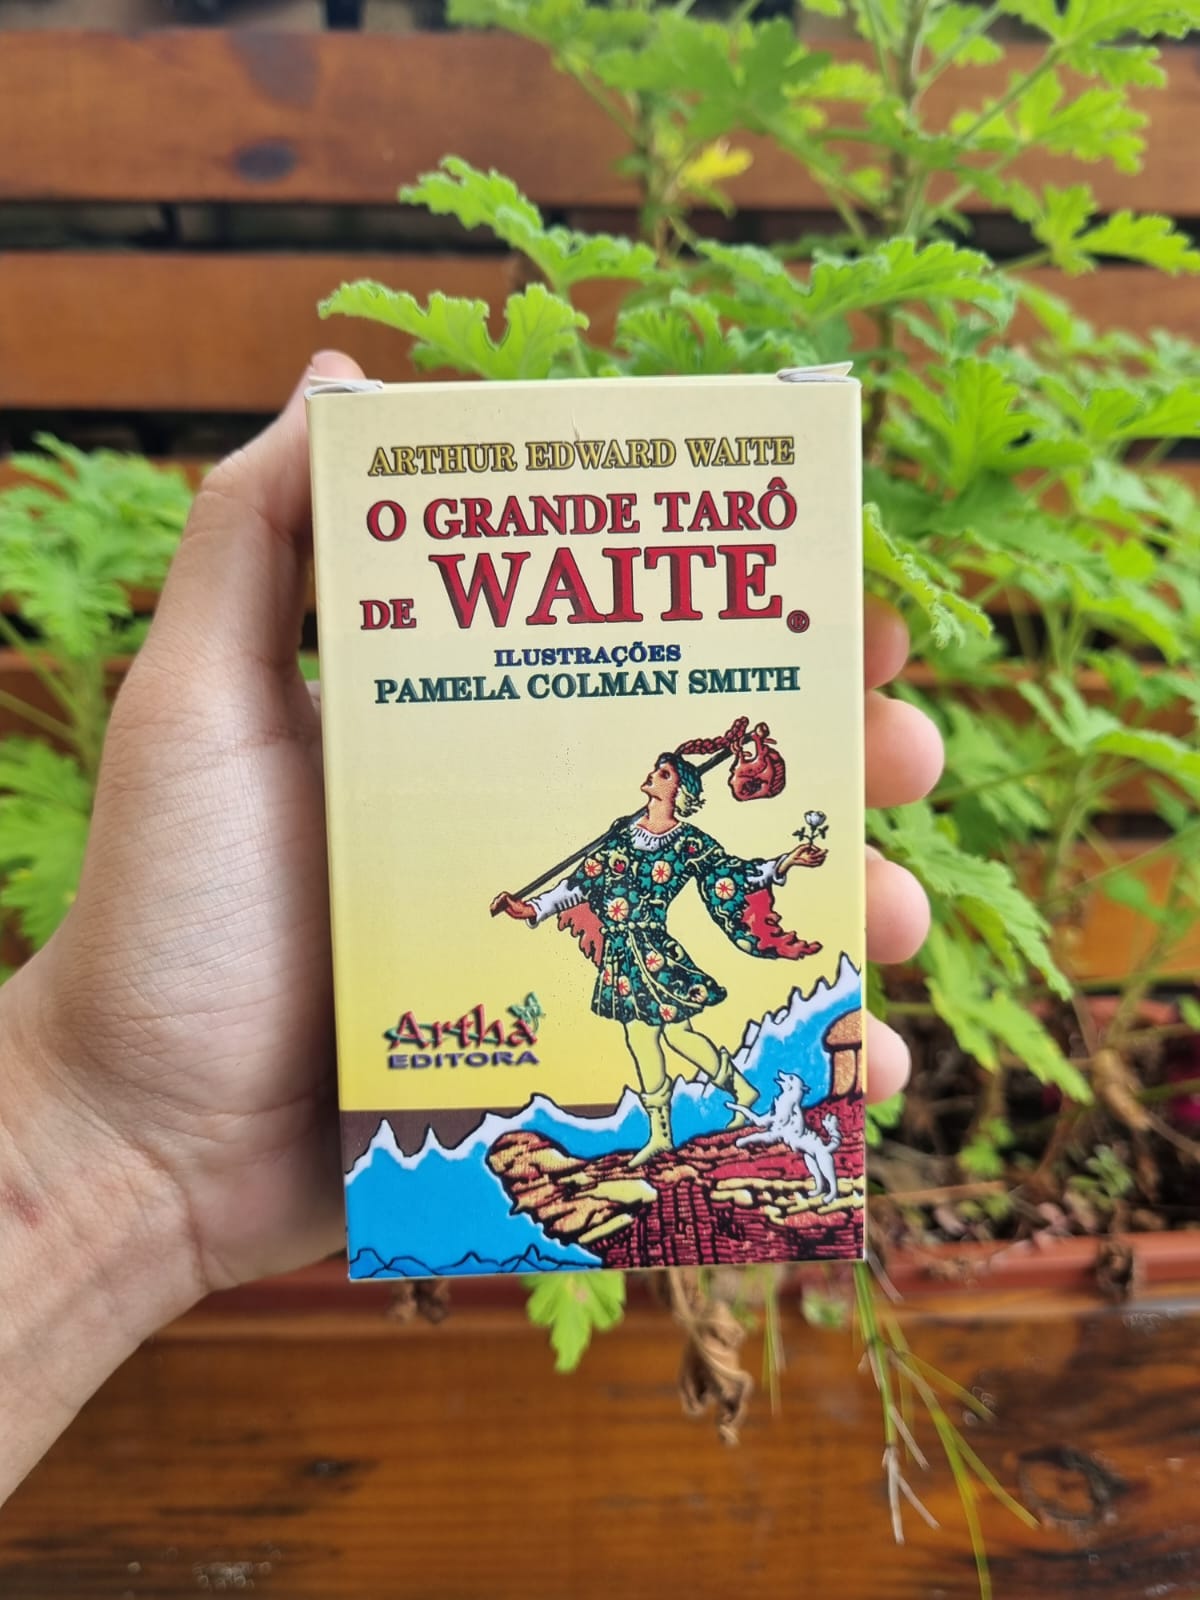 ARTHUR EDWARD WAITE
O GRANDE TARÔ
DE WAITE®
ILUSTRAÇÕES
PAMELA COLMAN SMITH
Artha
EDITORA